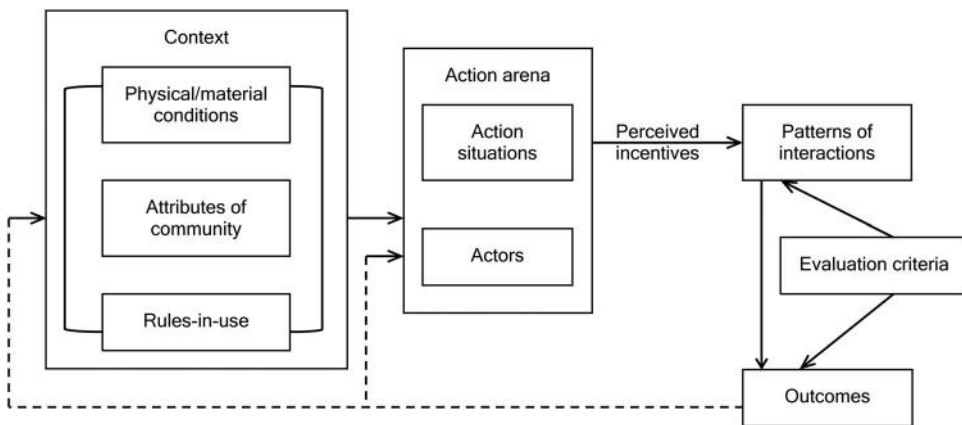 Context
Physical/material
conditions
Attributes of
community
Rules-in-use
Action arena
Action
situations
Actors
Perceived
incentives
Patterns of
interactions
Evaluation criteria
Outcomes